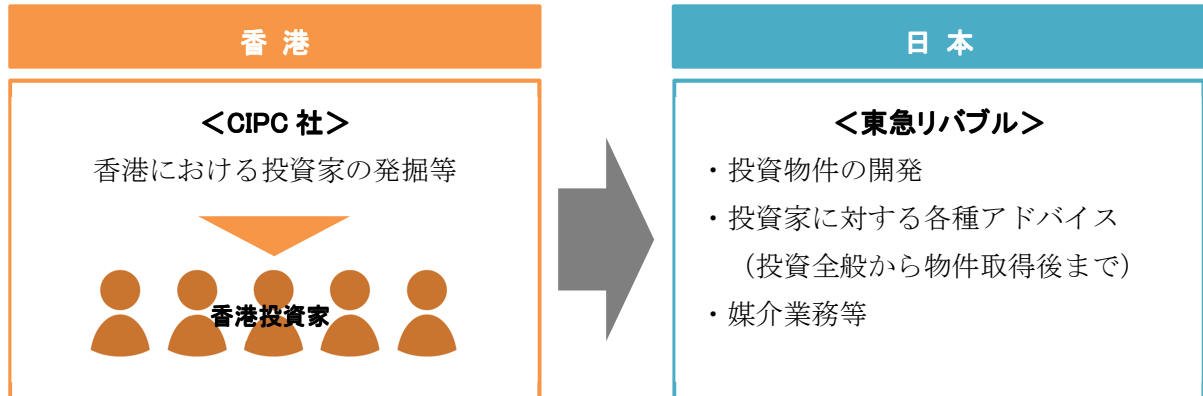 香 港
＜CIPC 社＞
香港における投資家の発掘等
香港投資家
日 本
＜東急リバブル＞
・投資物件の開発
・投資家に対する各種アドバイス
（投資全般から物件取得後まで）
・媒介業務等